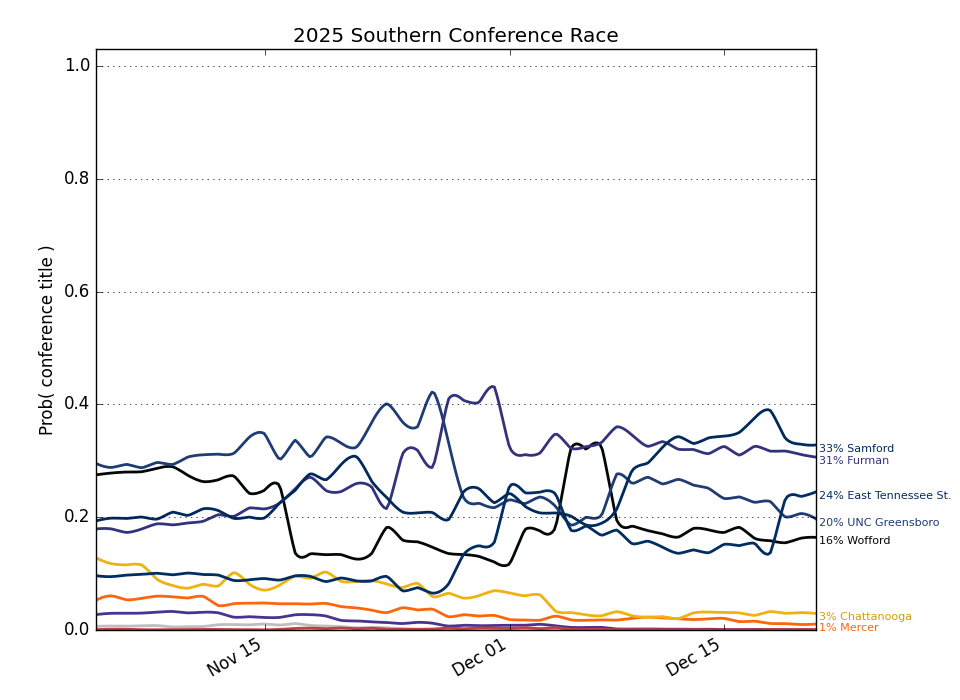 2025 Southern Conference Race
Prob( conference title )
1.0
0.8
0.6
0.4
0.2
0.0
Nov 15
Dec 01
Dec 15
33% Samford
31% Furman
24% East Tennessee St.
20% UNC Greensboro
16% Wofford
3% Chattanooga
1% Mercer